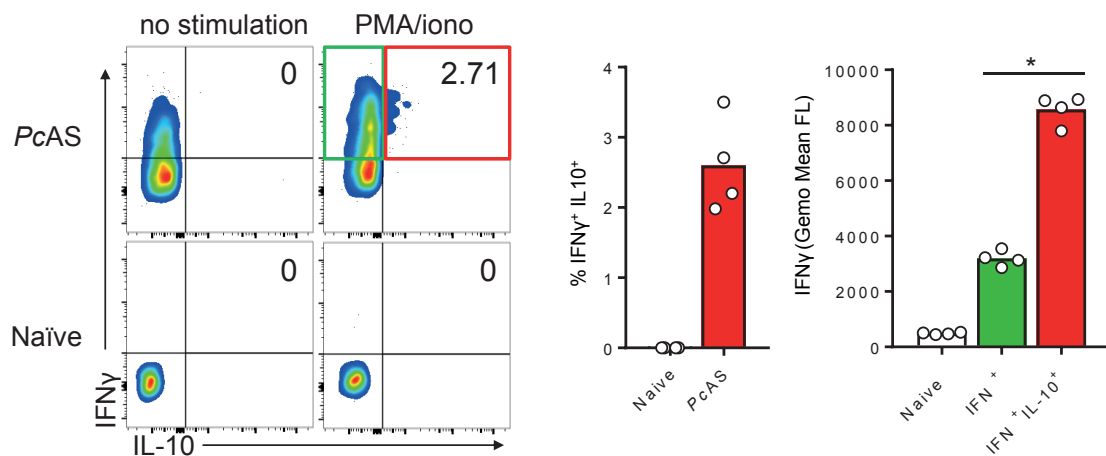 no stimulation
PMA/iono
PcAS
0
2.71
Naïve
0
0
IFNγ
IL-10
% IFNγ+ IL10+
4
3
2
1
0
Naive
PcAS
IFNγ (Gemo Mean FL)
10000
8000
6000
4000
2000
0
*
Naive
IFN +
IFN + IL-10+